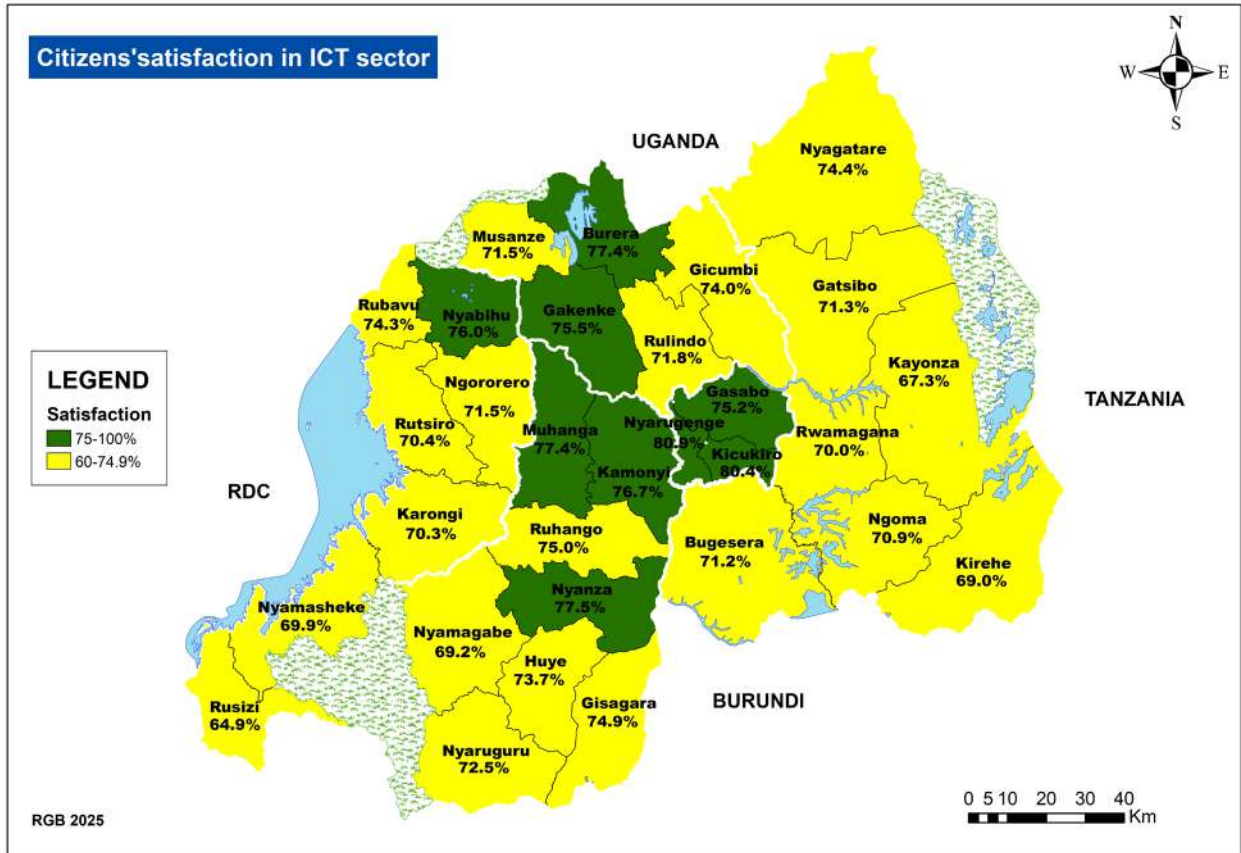 Citizens'satisfaction in ICT sector
N
W
E
S
UGANDA
Nyagatare
74.4%
Musanze
71.5%
Burera
77.4%
Gicumbi
74.0%
Gatsibo
71.3%
Rubavu
74.3%
Nyabihu
76.0%
Gakenke
75.5%
Rulindo
71.8%
Kayonza
67.3%
LEGEND
Satisfaction
75-100%
60-74.9%
Ngororero
71.5%
Rutsiro
70.4%
Muhanga
77.4%
Gasabo
75.2%
Nyarugenge
80.9%
Kicukiro
80.4%
Kamonyi
76.7%
Rwamagana
70.0%
TANZANIA
RDC
Karongi
70.3%
Ruhango
75.0%
Bugesera
71.2%
Ngoma
70.9%
Kirehe
69.0%
Nyamasheke
69.9%
Nyanza
77.5%
Nyamagabe
69.2%
Huye
73.7%
Gisagara
74.9%
BURUNDI
Rusizi
64.9%
Nyaruguru
72.5%
RGB 2025
0 5 10 20 30 40
Km